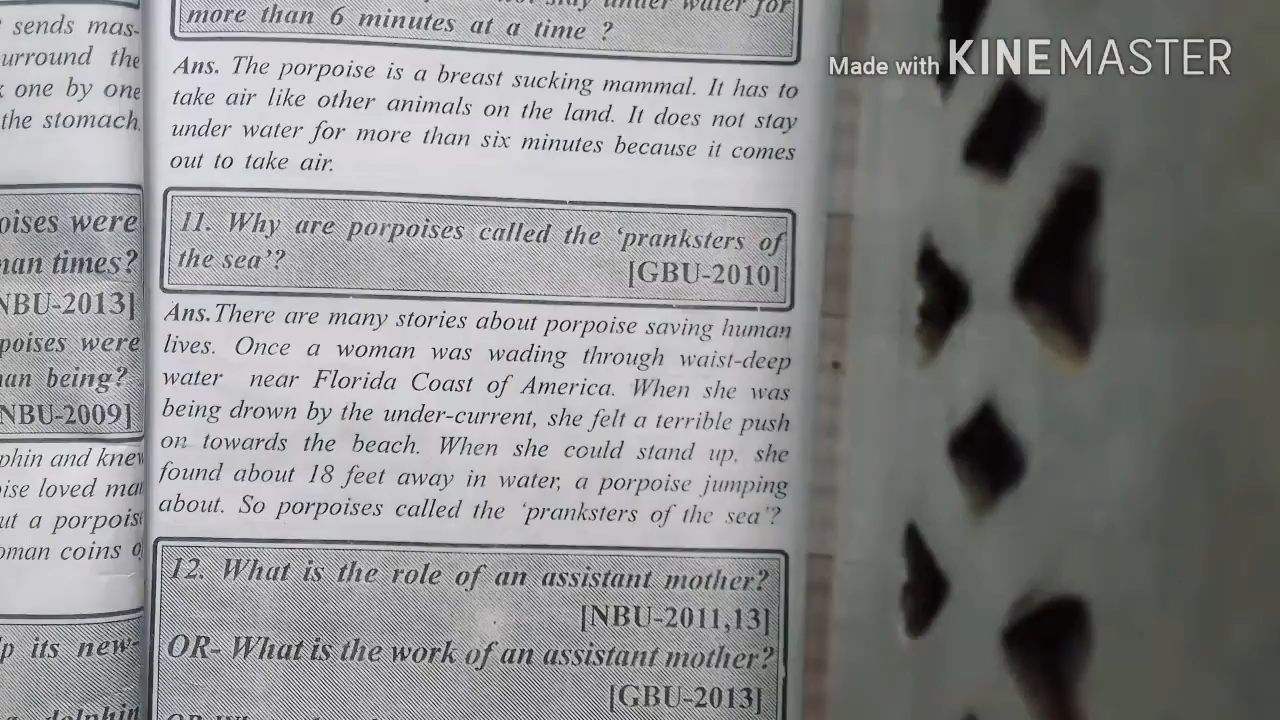 sends mas-
urround the
one by one
the stomach.
oises were
nan times?
NBU-2013]
poises were
an being?
NBU-2009]
phin and knew
ise loved ma
ut a porpoise
oman coins o
p its new-
dolphin
under water for
more than 6 minutes at a time ?
Ans. The porpoise is a breast sucking mammal. It has to
take air like other animals on the land. It does not stay
under water for more than six minutes because it comes
out to take air.
11. Why are porpoises called the ‘pranksters of
the sea’?
[GBU-2010]
Ans.There are many stories about porpoise saving human
lives. Once a woman was wading through waist-deep
water near Florida Coast of America. When she was
being drown by the under-current, she felt a terrible push
on towards the beach. When she could stand up, she
found about 18 feet away in water, a porpoise jumping
about. So porpoises called the ‘pranksters of the sea’?
12. What is the role of an assistant mother?
[NBU-2011,13]
OR- What is the work of an assistant mother?
[GBU-2013]
Made with KINEMASTER